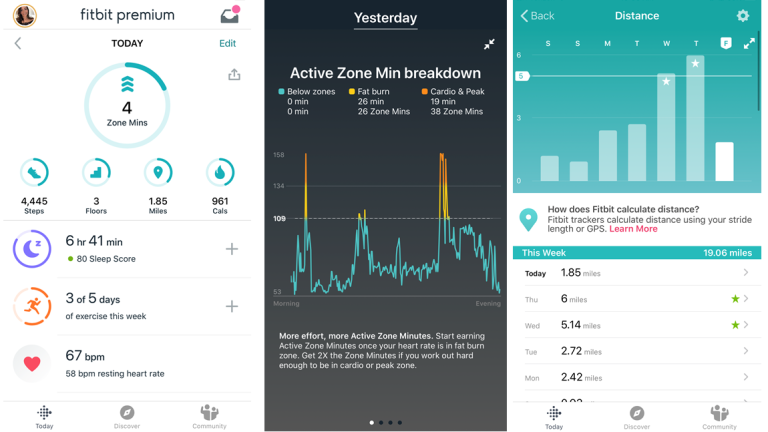 fitbit premium
TODAY
Edit
4
Zone Mins
4,445
Steps
3
Floors
1.85
Miles
961
Cals
6 hr 41 min
80 Sleep Score
3 of 5 days
of exercise this week
67 bpm
58 bpm resting heart rate
Today
Discover
Community
Yesterday
Active Zone Min breakdown
Below zones
0 min
0 min
Fat burn
26 min
26 Zone Mins
Cardio & Peak
19 min
38 Zone Mins
158
134
109
53
Morning
Evening
More effort, more Active Zone Minutes. Start earning
Active Zone Minutes once your heart rate is in fat burn
zone. Get 2X the Zone Minutes if you work out hard
enough to be in cardio or peak zone.
Back
Distance
S S M T W T F
6
5
3
0
How does Fitbit calculate distance?
Fitbit trackers calculate distance using your stride
length or GPS. Learn More
This Week 19.06 miles
Today 1.85 miles
Thu 6 miles
Wed 5.14 miles
Tue 2.72 miles
Mon 2.42 miles
Today
Discover
Community